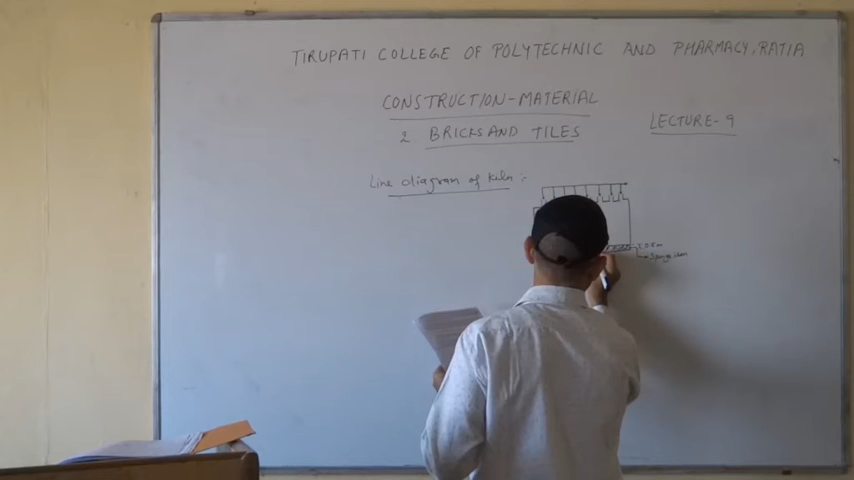 TIRUPATI COLLEGE OF POLYTECHNIC AND PHARMACY, RATIA
CONSTRUCTION-MATERIAL
LECTURE-9
2 BRICKS AND TILES
Line diagram of kiln :